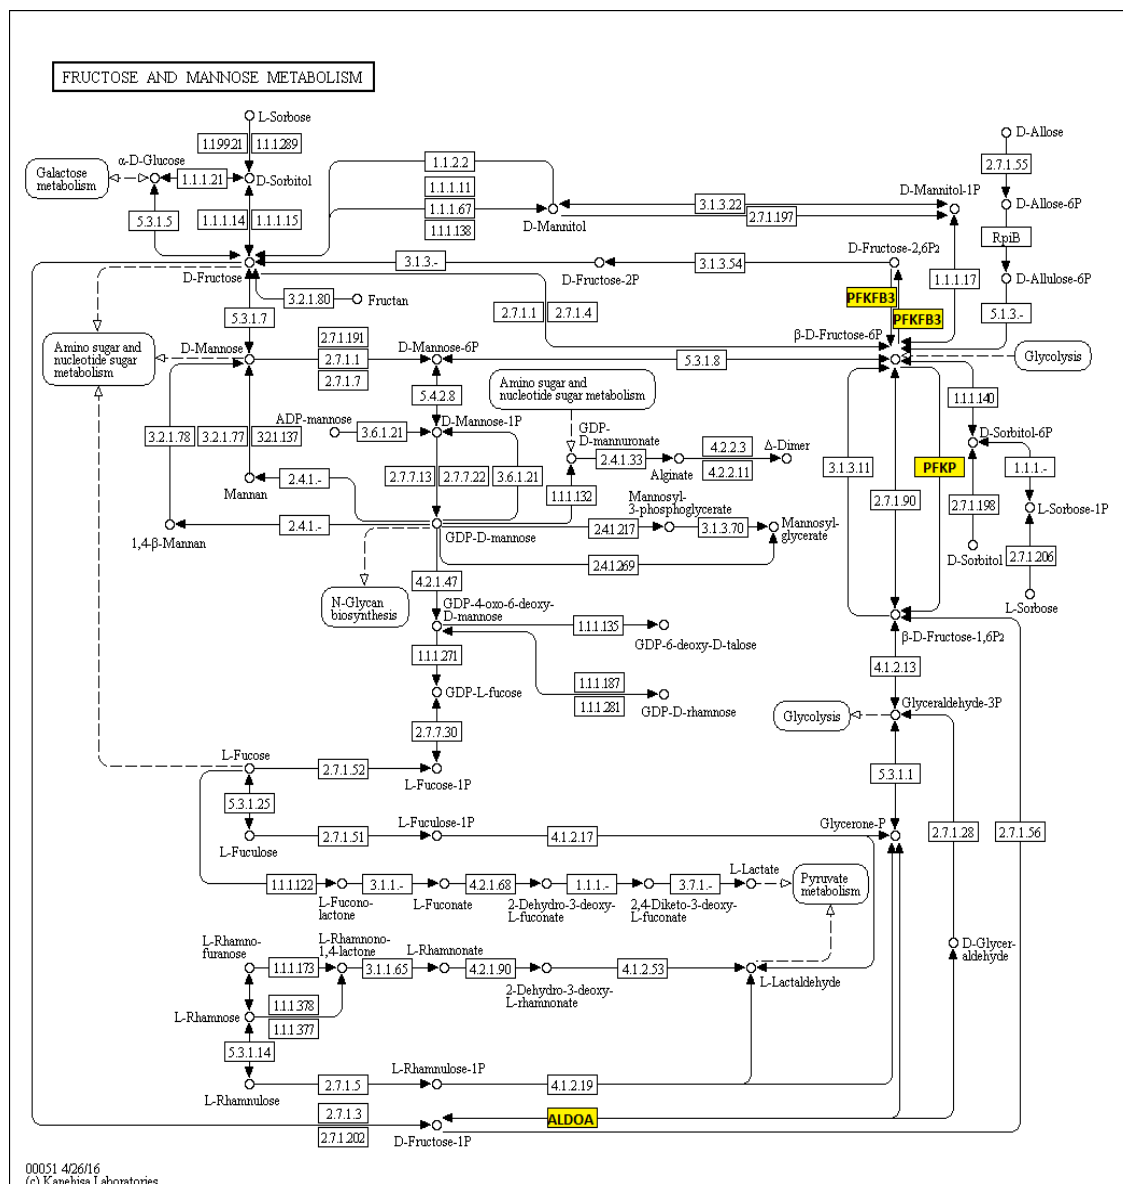 FRUCTOSE AND MANNOSE METABOLISM
L-Sorbose
1.1.99.21
1.1.1.289
α-D-Glucose
Galactose
metabolism
1.1.1.21
D-Sorbitol
5.3.1.5
1.1.1.14
1.1.1.15
1.1.2.2
1.1.1.11
1.1.1.67
1.1.1.138
D-Mannitol
3.1.3.22
2.7.1.197
D-Mannitol-1P
D-Allose
2.7.1.55
D-Allose-6P
RpiB
D-Allulose-6P
5.1.3.-
1.1.1.17
D-Fructose
3.1.3.-
D-Fructose-2P
3.1.3.54
D-Fructose-2,6P2
PFKFB3
PFKFB3
β-D-Fructose-6P
3.2.1.80
Fructan
2.7.1.1
2.7.1.4
5.3.1.7
Amino sugar and
nucleotide sugar
metabolism
D-Mannose
2.7.1.191
2.7.1.1
2.7.1.7
D-Mannose-6P
5.3.1.8
Glycolysis
5.4.2.8
Amino sugar and
nucleotide sugar metabolism
1.1.1.140
D-Sorbitol-6P
ADP-mannose
3.6.1.21
D-Mannose-1P
GDP-
D-mannuronate
2.4.1.33
Alginate
4.2.2.3
4.2.2.11
Δ-Dimer
3.2.1.78
3.2.1.77
3.2.1.137
Mannan
2.4.1.-
2.7.7.13
2.7.7.22
3.6.1.21
1.1.1.132
3.1.3.11
2.7.1.90
PFKP
1.1.1.-
2.7.1.198
L-Sorbose-1P
D-Sorbitol
2.7.1.206
L-Sorbose
1,4-β-Mannan
2.4.1.-
GDP-D-mannose
Mannosyl-
3-phosphoglycerate
2.4.1.217
3.1.3.70
Mannosyl-
glycerate
2.4.1.269
N-Glycan
biosynthesis
4.2.1.47
GDP-4-oxo-6-deoxy-
D-mannose
1.1.1.135
GDP-6-deoxy-D-talose
1.1.1.271
GDP-L-fucose
1.1.1.187
1.1.1.281
GDP-D-rhamnose
2.7.7.30
β-D-Fructose-1,6P2
4.1.2.13
Glyceraldehyde-3P
Glycolysis
5.3.1.1
L-Fucose
2.7.1.52
L-Fucose-1P
5.3.1.25
L-Fuculose
2.7.1.51
L-Fuculose-1P
4.1.2.17
Glycerone-P
2.7.1.28
2.7.1.56
1.1.1.122
L-Fucono-
lactone
3.1.1.-
L-Fuconate
4.2.1.68
2-Dehydro-3-deoxy-
L-fuconate
1.1.1.-
2,4-Diketo-3-deoxy-
L-fuconate
3.7.1.-
L-Lactate
Pyruvate
metabolism
L-Rhamno-
furanose
1.1.1.173
L-Rhamnono-
1,4-lactone
3.1.1.65
L-Rhamnonate
4.2.1.90
2-Dehydro-3-deoxy-
L-rhamnonate
4.1.2.53
L-Lactaldehyde
D-Glycer-
aldehyde
L-Rhamnose
1.1.1.378
1.1.1.377
5.3.1.14
L-Rhamnulose
2.7.1.5
L-Rhamnulose-1P
4.1.2.19
2.7.1.3
2.7.1.202
D-Fructose-1P
ALDOA
00051 4/26/16
(c) Kanehisa Laboratories